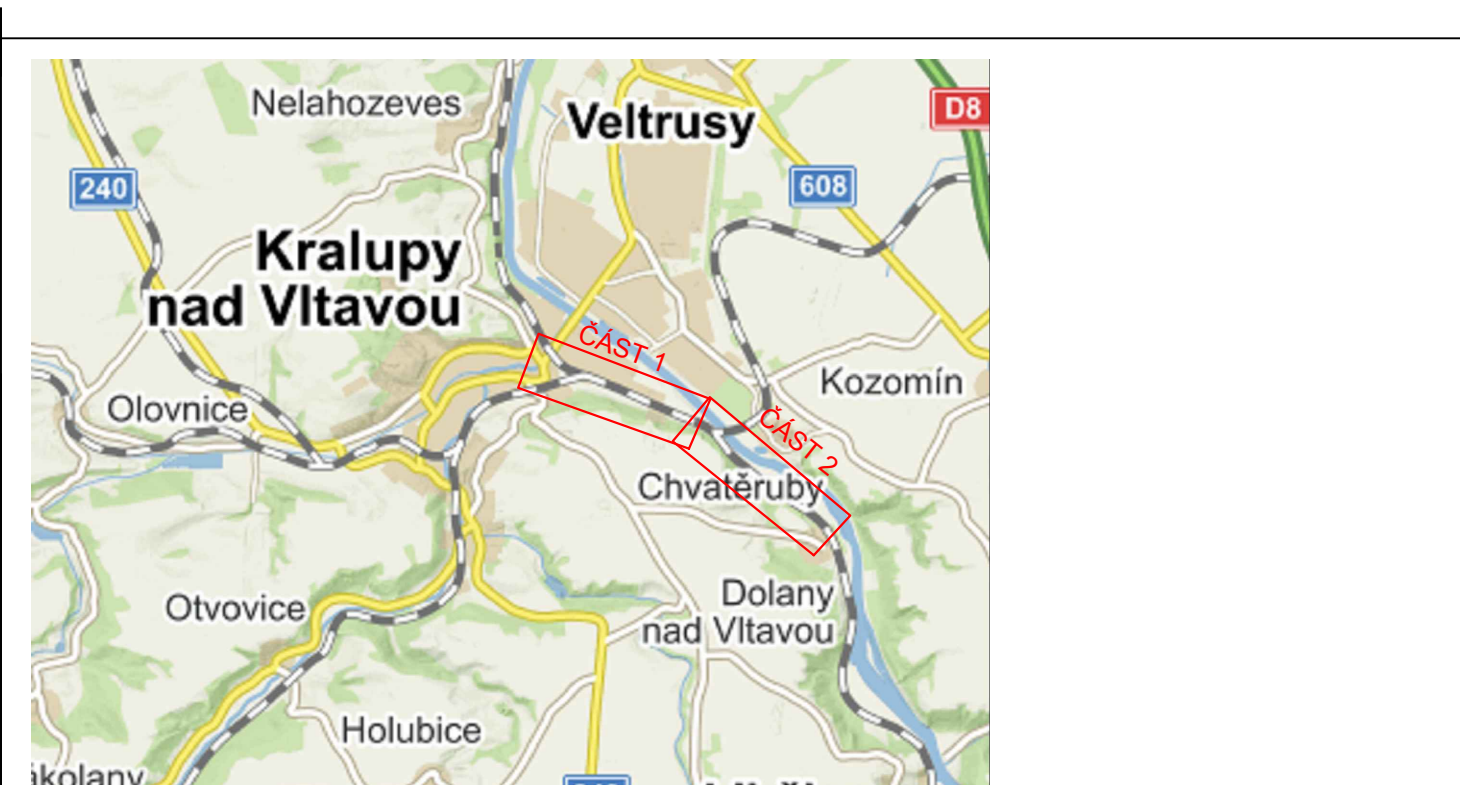 Nelahozeves
Veltrusy
D8
240
608
Kralupy
nad Vltavou
ČÁST 1
Kozomín
Olovnice
ČÁST 2
Chvatěruby
Dolany
nad Vltavou
Otvovice
Holubice